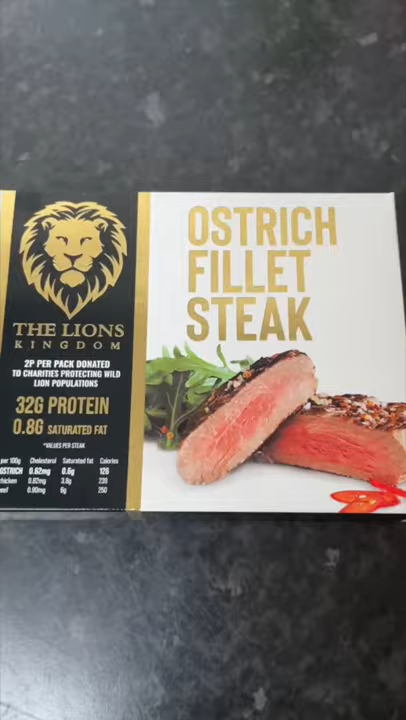 THE LIONS
KINGDOM
2P PER PACK DONATED
TO CHARITIES PROTECTING WILD
LION POPULATIONS
32G PROTEIN
0.86 SATURATED FAT
*VALUES PER STEAK
per 100g Cholesterol Saturated fat Calories
OSTRICH 0.62mg 0.6g 126
chicken 0.82mg 3.8g 239
eef 0.90mg 6g 250
OSTRICH
FILLET
STEAK